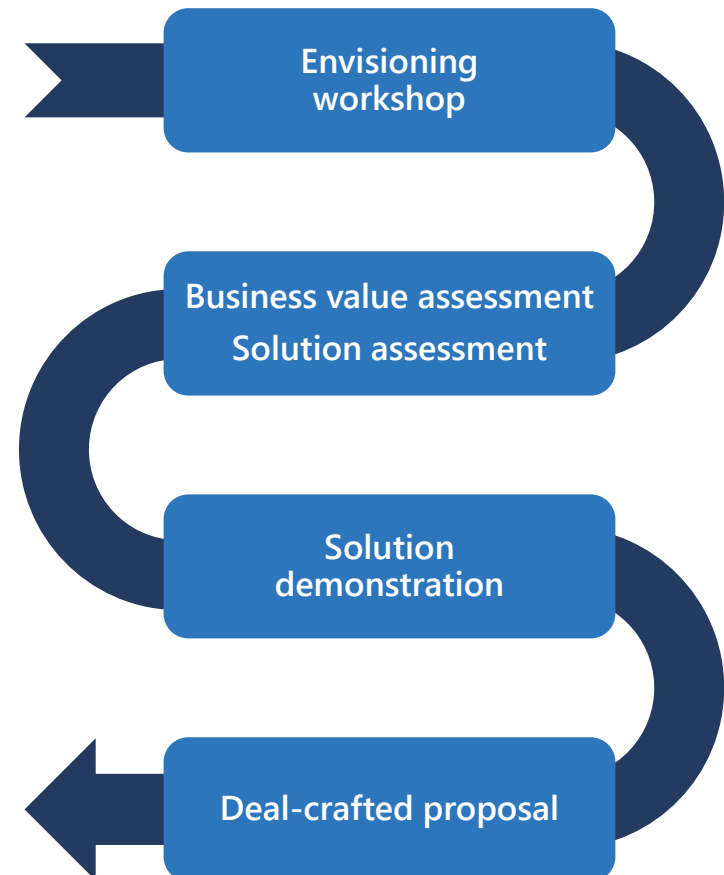 Envisioning
workshop
Business value assessment
Solution assessment
Solution
demonstration
Deal-crafted proposal